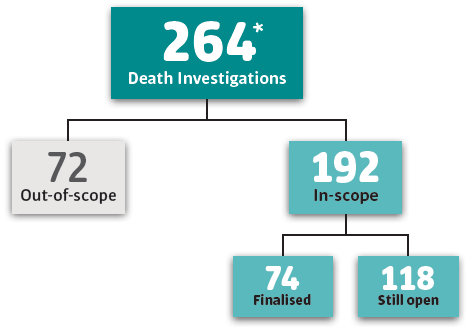 264*
Death Investigations
72
Out-of-scope
192
In-scope
74
Finalised
118
Still open